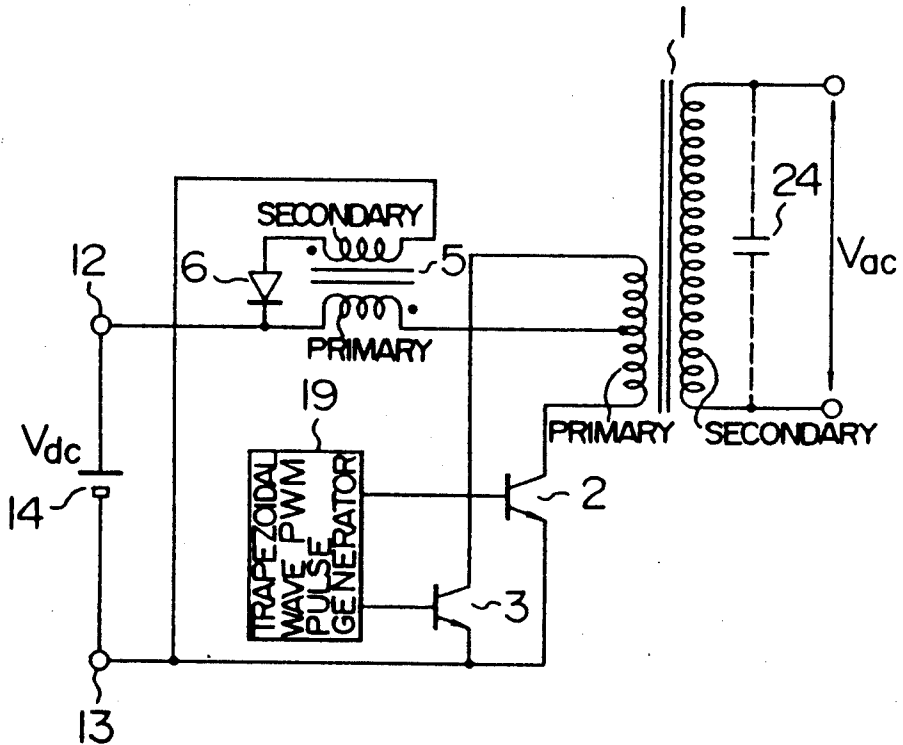 1
24
Vac
SECONDARY
5
6
12
PRIMARY
19
Vdc
14
TRAPEZOIDAL
WAVE PWM
PULSE
GENERATOR
PRIMARY
SECONDARY
2
3
13